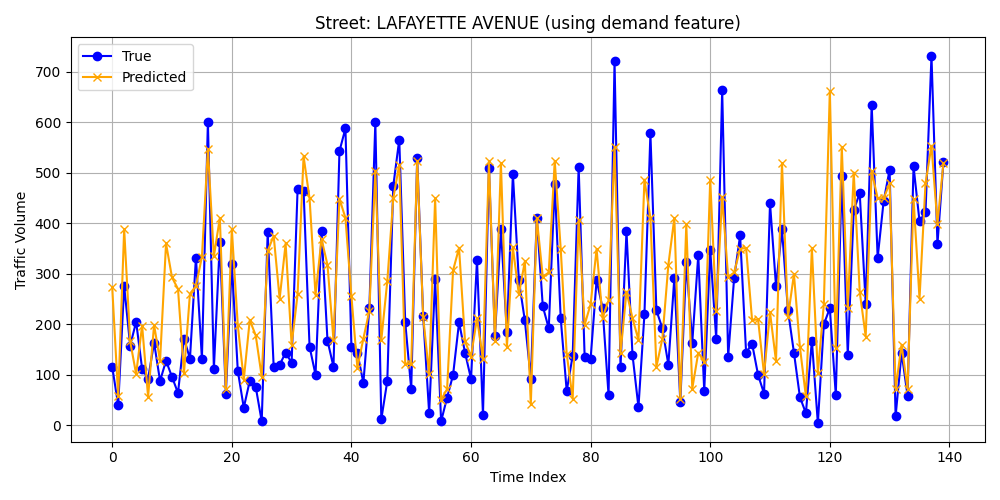 Street: LAFAYETTE AVENUE (using demand feature)
True
Predicted
Traffic Volume
700
600
500
400
300
200
100
0
0 20 40 60 80 100 120 140
Time Index